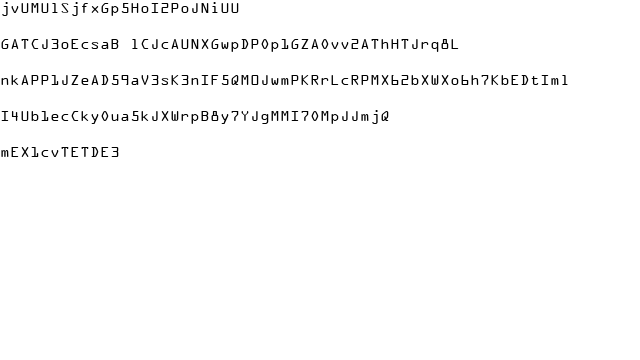 jvUMU1SjfxGp5HoI2PoJNiUU
GATCJ3oEcsaB 1CJcAUNXGwpDP0p1GZA0vv2AThHTJrq8L
nkAPP1JZeAD59aV3sK3nIF5QMOJwmPKRrLcRPMX62bXWXo6h7KbEDtIm1
I4Ub1ecCky0ua5kJXWrpB8y7YJgMMI70MpJJmjQ
mEX1cvTETDE3